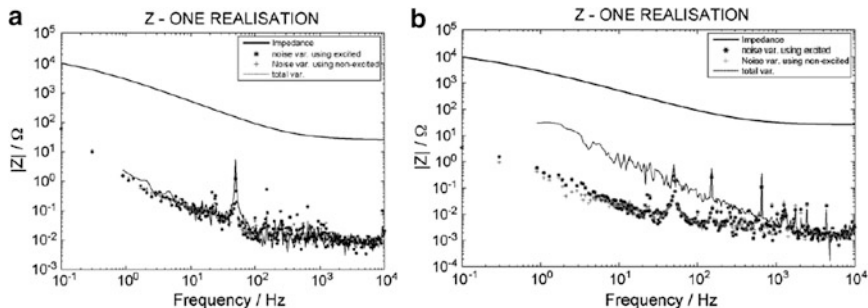 a
Z - ONE REALISATION
Impedance
noise var. using excited
Noise var. using non-excited
total var.
10^5
10^4
10^3
10^2
10^1
10^0
10^-1
10^-2
10^-3
|Z| / Ω
10^-1 10^0 10^1 10^2 10^3 10^4
Frequency / Hz
b
Z - ONE REALISATION
Impedance
noise var. using excited
Noise var. using non-excited
total var.
10^5
10^4
10^3
10^2
10^1
10^0
10^-1
10^-2
10^-3
10^-4
|Z| / Ω
10^-1 10^0 10^1 10^2 10^3 10^4
Frequency / Hz